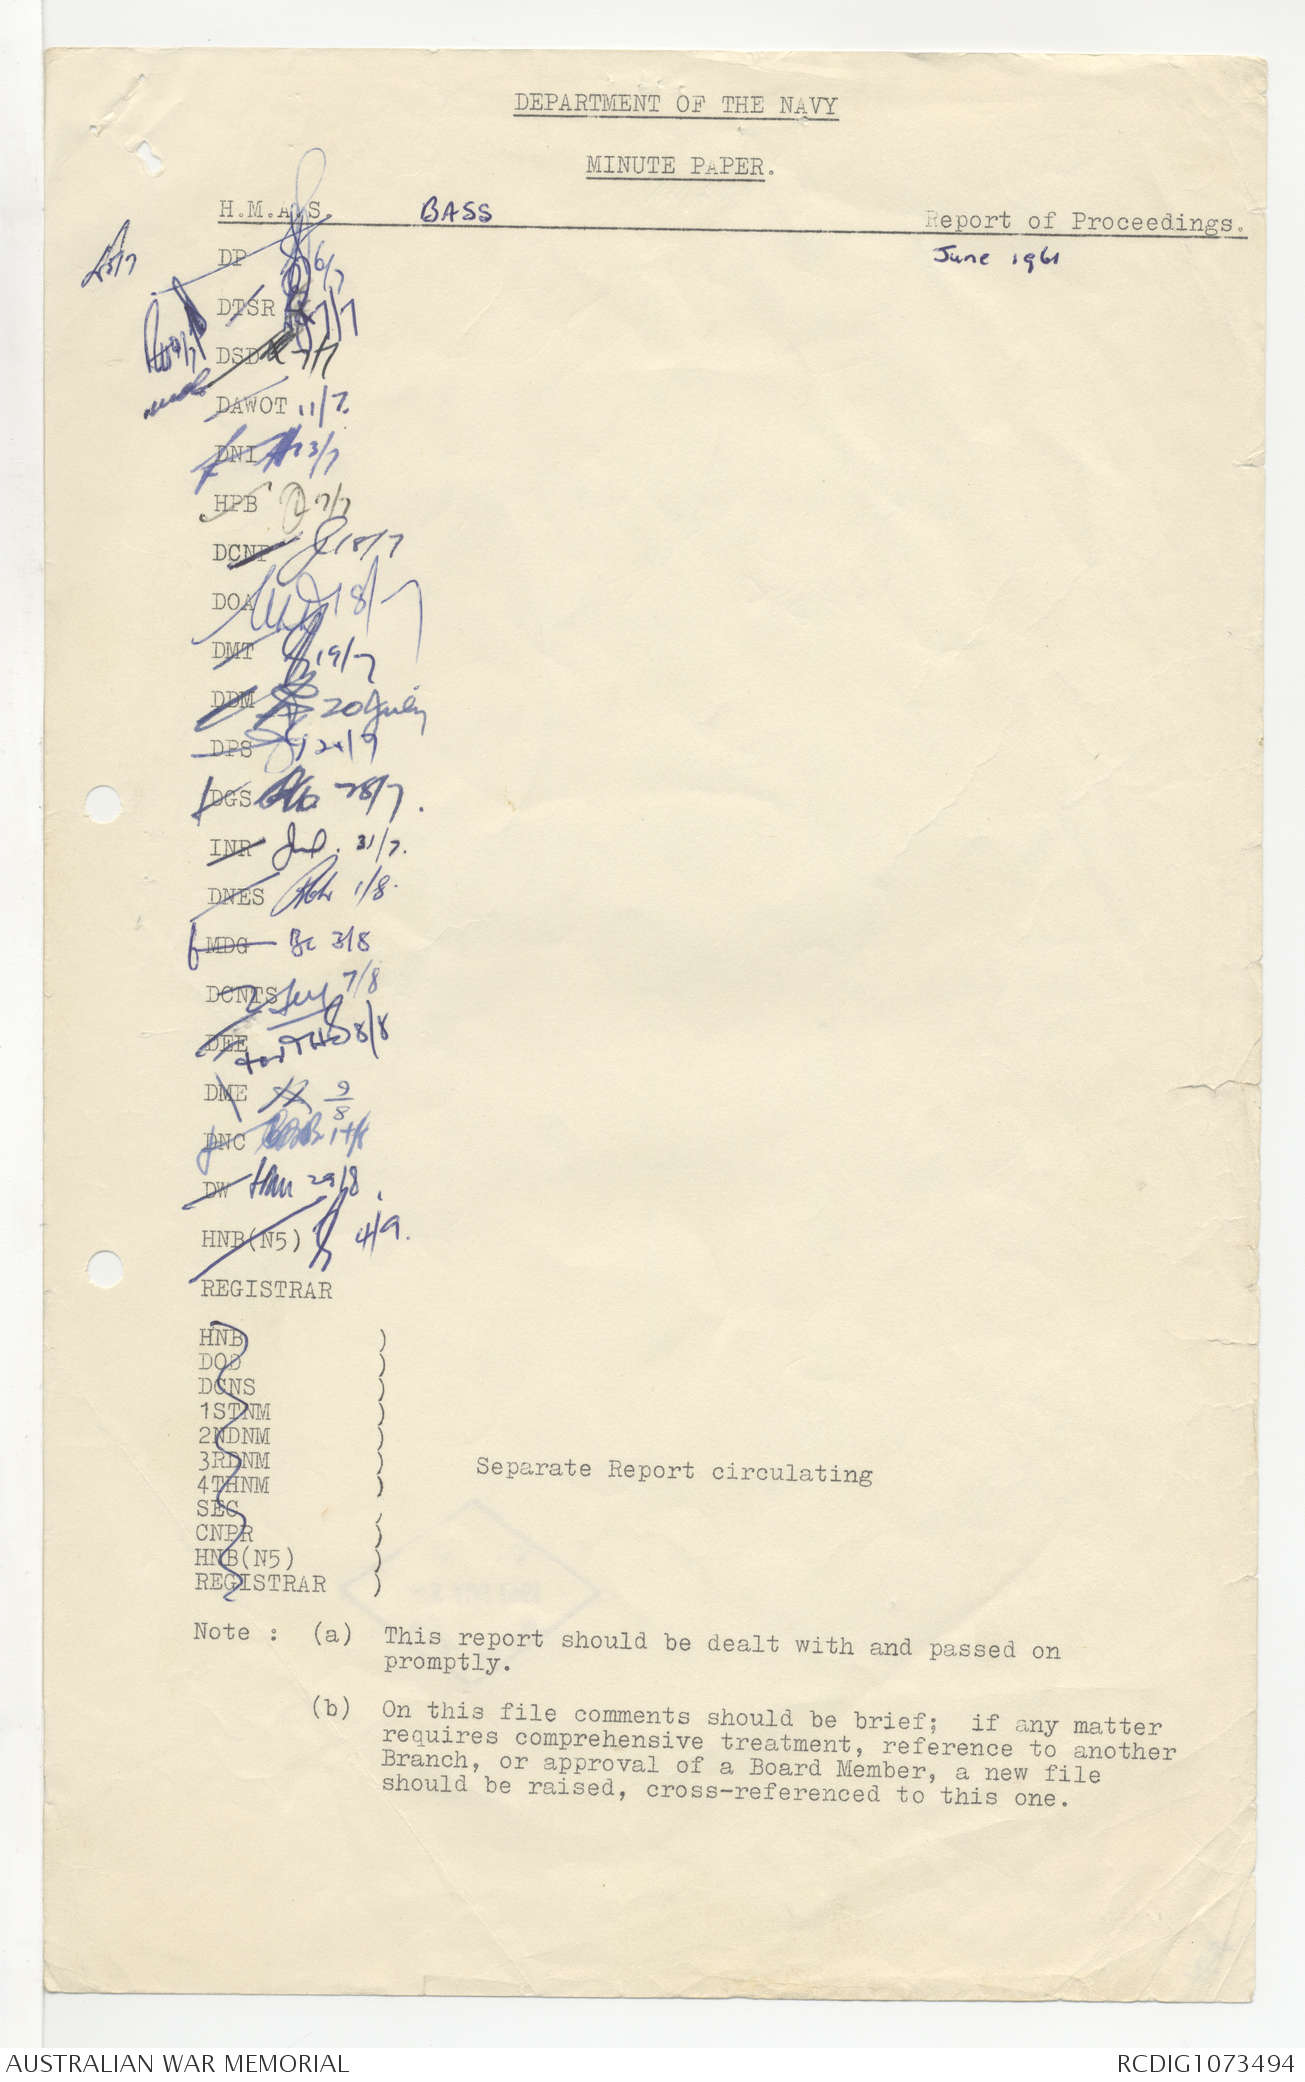 DEPARTMENT OF THE NAVY
MINUTE PAPER.
H.M.A.S. BASS Report of Proceedings.
June 1961
DP 6/7
DTSR 7/7
DSD
DAWOT 11/7.
DNI 13/7
HPB 7/7
DCNP 18/7
DOA 18/7
DMT 19/7
DDM 20 July
DPS
DGS 28/7.
INR 31/7.
DNES 1/8.
MDG 3/8
DCNTS 7/8
DEE 8/8
DME 9/8
DNC
DW 29/8
HNB(N5) 4/9.
REGISTRAR
HNB )
DOD )
DCNS )
1STNM )
2NDNM )
3RDNM )
4THNM ) Separate Report circulating
SEC
CNPR )
HNB(N5) )
REGISTRAR )
Note : (a) This report should be dealt with and passed on
promptly.
(b) On this file comments should be brief; if any matter
requires comprehensive treatment, reference to another
Branch, or approval of a Board Member, a new file
should be raised, cross-referenced to this one.
AUSTRALIAN WAR MEMORIAL RCDIG1073494